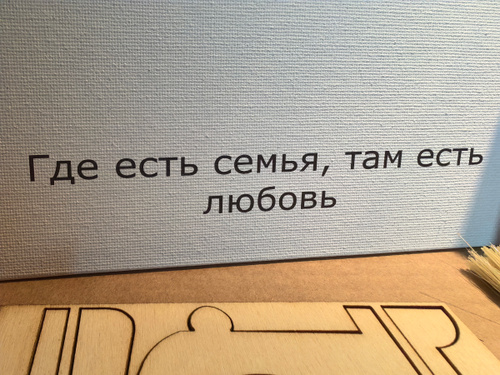 Где есть семья, там есть
любовь